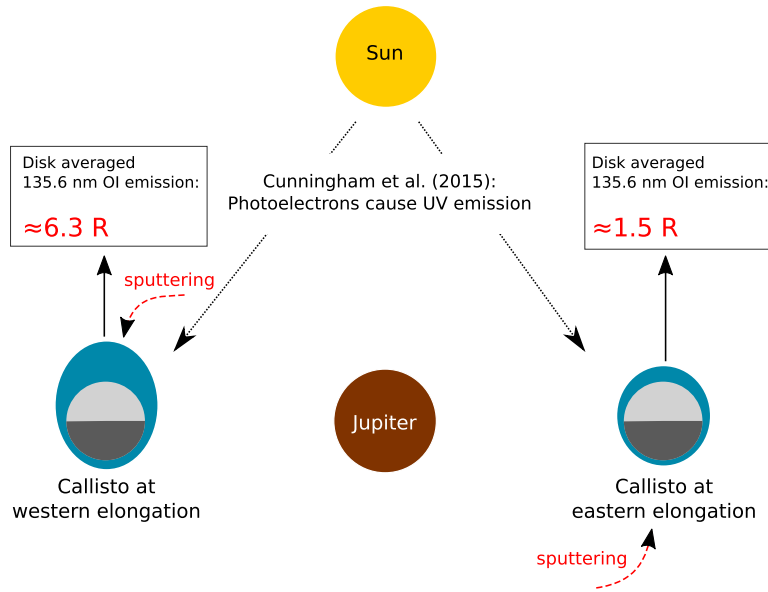 Sun
Disk averaged
135.6 nm OI emission:
≈6.3 R
Cunningham et al. (2015):
Photoelectrons cause UV emission
Disk averaged
135.6 nm OI emission:
≈1.5 R
sputtering
Jupiter
Callisto at
western elongation
Callisto at
eastern elongation
sputtering